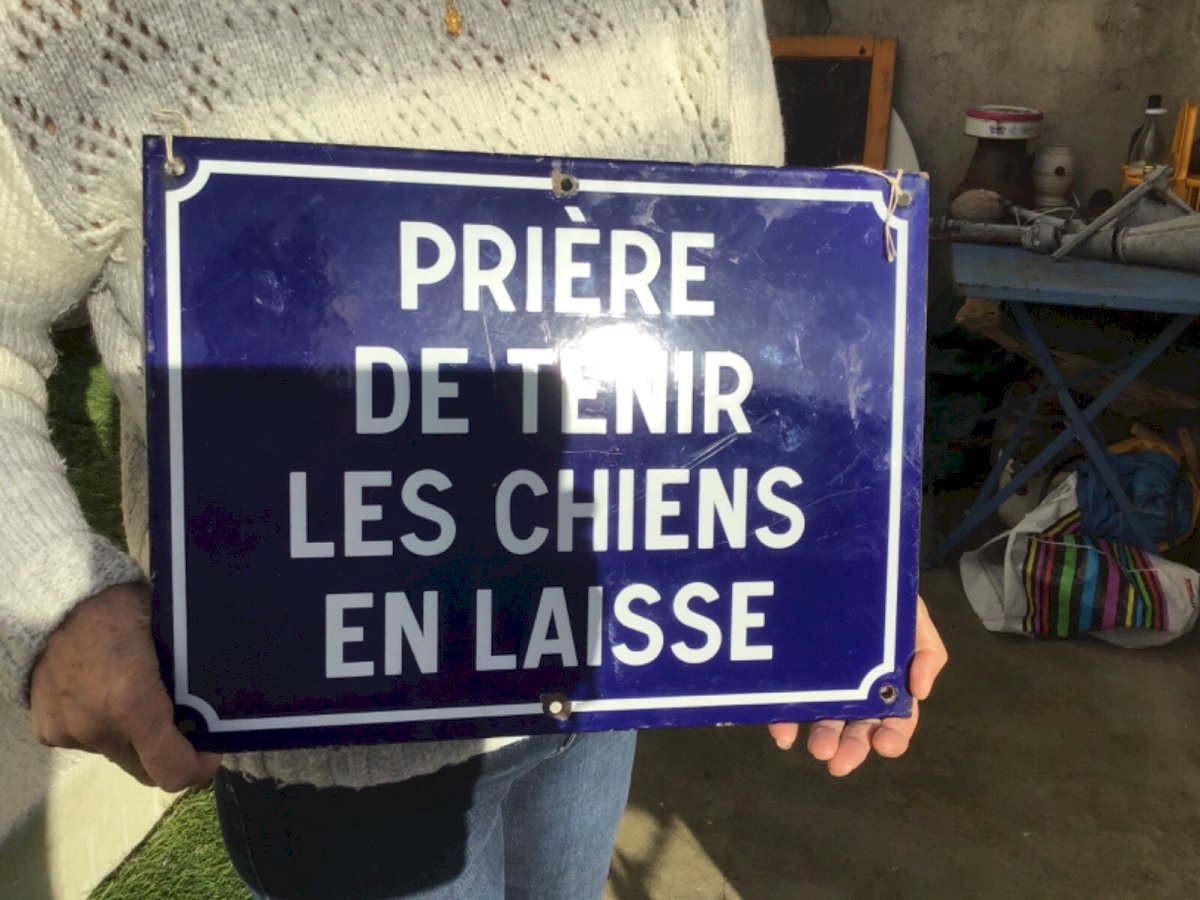 PRIÈRE
DE TENIR
LES CHIENS
EN LAISSE